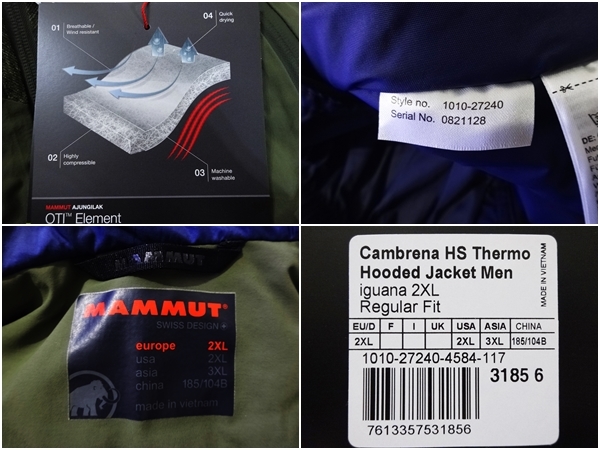 01
Breathable /
Wind resistant
04
Quick
drying
02
Highly
compressible
03
Machine
washable
MAMMUT AJUNGILAK
OTI™ Element
Style no. 1010-27240
Serial No. 0821128
DE:
MAMMUT
MAMMUT
SWISS DESIGN +
europe 2XL
usa 2XL
asia 3XL
china 185/104B
made in vietnam
Cambrena HS Thermo
Hooded Jacket Men
iguana 2XL
Regular Fit
MADE IN VIETNAM
EU/D F I UK USA ASIA CHINA
2XL 2XL 3XL 185/104B
1010-27240-4584-117
3185 6
7613357531856